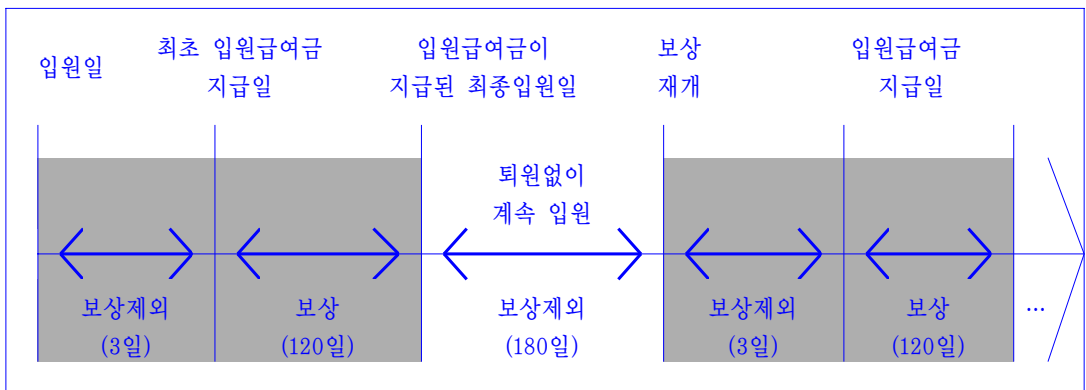 입원일
최초 입원급여금
지급일
입원급여금이
지급된 최종입원일
보상
재개
입원급여금
지급일
퇴원없이
계속 입원
보상제외
(3일)
보상
(120일)
보상제외
(180일)
보상제외
(3일)
보상
(120일)
…